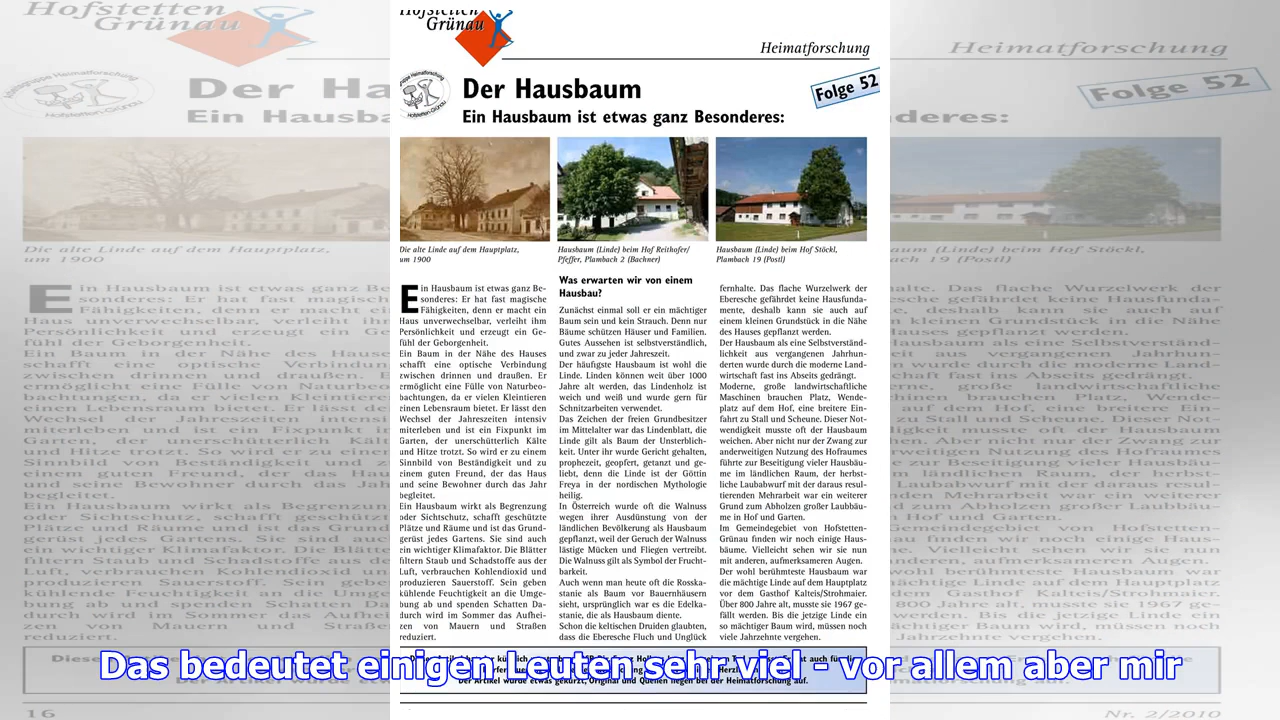 Hofstetten
Grünau
Heimatforschung
Folge 52
Der Hausbaum
Ein Hausbaum ist etwas ganz Besonderes:
Die alte Linde auf dem Hauptplatz,
um 1900
Hausbaum (Linde) beim Hof Reithofer/
Pfeffer, Plambach 2 (Bachner)
Hausbaum (Linde) beim Hof Stöckl,
Plambach 19 (Postl)
Ein Hausbaum ist etwas ganz Be-
sonderes: Er hat fast magische
Fähigkeiten, denn er macht ein
Haus unverwechselbar, verleiht ihm
Persönlichkeit und erzeugt ein Ge-
fühl der Geborgenheit.
Ein Baum in der Nähe des Hauses
schafft eine optische Verbindung
zwischen drinnen und draußen. Er
ermöglicht eine Fülle von Naturbeo-
bachtungen, da er vielen Kleintieren
einen Lebensraum bietet. Er lässt den
Wechsel der Jahreszeiten intensiv
miterleben und ist ein Fixpunkt im
Garten, der unerschütterlich Kälte
und Hitze trotzt. So wird er zu einem
Sinnbild von Beständigkeit und zu
einem guten Freund, der das Haus
und seine Bewohner durch das Jahr
begleitet.
Ein Hausbaum wirkt als Begrenzung
oder Sichtschutz, schafft geschützte
Plätze und Räume und ist das Grund-
gerüst jedes Gartens. Sie sind auch
ein wichtiger Klimafaktor. Die Blätter
filtern Staub und Schadstoffe aus der
Luft, verbrauchen Kohlendioxid und
produzieren Sauerstoff. Sein geben
kühlende Feuchtigkeit an die Umge-
bung ab und spenden Schatten Da-
durch wird im Sommer das Aufhei-
zen von Mauern und Straßen
reduziert.
Was erwarten wir von einem
Hausbau?
Zunächst einmal soll er ein mächtiger
Baum sein und kein Strauch. Denn nur
Bäume schützen Häuser und Familien.
Gutes Aussehen ist selbstverständlich,
und zwar zu jeder Jahreszeit.
Der häufigste Hausbaum ist wohl die
Linde. Linden können weit über 1000
Jahre alt werden, das Lindenholz ist
weich und weiß und wurde gern für
Schnitzarbeiten verwendet.
Das Zeichen der freien Grundbesitzer
im Mittelalter war das Lindenblatt, die
Linde gilt als Baum der Unsterblich-
keit. Unter ihr wurde Gericht gehalten,
prophezeit, geopfert, getanzt und ge-
liebt, denn die Linde ist der Göttin
Freya in der nordischen Mythologie
heilig.
In Österreich wurde oft die Walnuss
wegen ihrer Ausdünstung von der
ländlichen Bevölkerung als Hausbaum
gepflanzt, weil der Geruch der Walnuss
lästige Mücken und Fliegen vertreibt.
Die Walnuss gilt als Symbol der Frucht-
barkeit.
Auch wenn man heute oft die Rosska-
stanie als Baum vor Bauernhäusern
sieht, ursprünglich war es die Edelka-
stanie, die als Hausbaum diente.
Schon die keltischen Druiden glaubten,
dass die Eberesche Fluch und Unglück
fernhalte. Das flache Wurzelwerk der
Eberesche gefährdet keine Hausfunda-
mente, deshalb kann sie auch auf
einem kleinen Grundstück in die Nähe
des Hauses gepflanzt werden.
Der Hausbaum als eine Selbstverständ-
lichkeit aus vergangenen Jahrhun-
derten wurde durch die moderne Land-
wirtschaft fast ins Abseits gedrängt.
Moderne, große landwirtschaftliche
Maschinen brauchen Platz, Wende-
platz auf dem Hof, eine breitere Ein-
fahrt zu Stall und Scheune. Dieser Not-
wendigkeit musste oft der Hausbaum
weichen. Aber nicht nur der Zwang zur
anderweitigen Nutzung des Hofraumes
führte zur Beseitigung vieler Hausbäu-
me im ländlichen Raum, der herbst-
liche Laubabwurf mit der daraus resul-
tierenden Mehrarbeit war ein weiterer
Grund zum Abholzen großer Laubbäu-
me in Hof und Garten.
Im Gemeindegebiet von Hofstetten-
Grünau finden wir noch einige Haus-
bäume. Vielleicht sehen wir sie nun
mit anderen, aufmerksamen Augen.
Der wohl berühmteste Hausbaum war
die mächtige Linde auf dem Hauptplatz
vor dem Gasthof Kalteis/Strohmaier.
Über 800 Jahre alt, musste sie 1967 ge-
fällt werden. Bis die jetzige Linde ein
so mächtiger Baum wird, müssen noch
viele Jahrzehnte vergehen.
Der Artikel wurde etwas gekürzt, Original und Quellen liegen bei der Heimatforschung auf.
Das bedeutet einigen Leuten sehr viel - vor allem aber mir
16
Nr. 2/2010